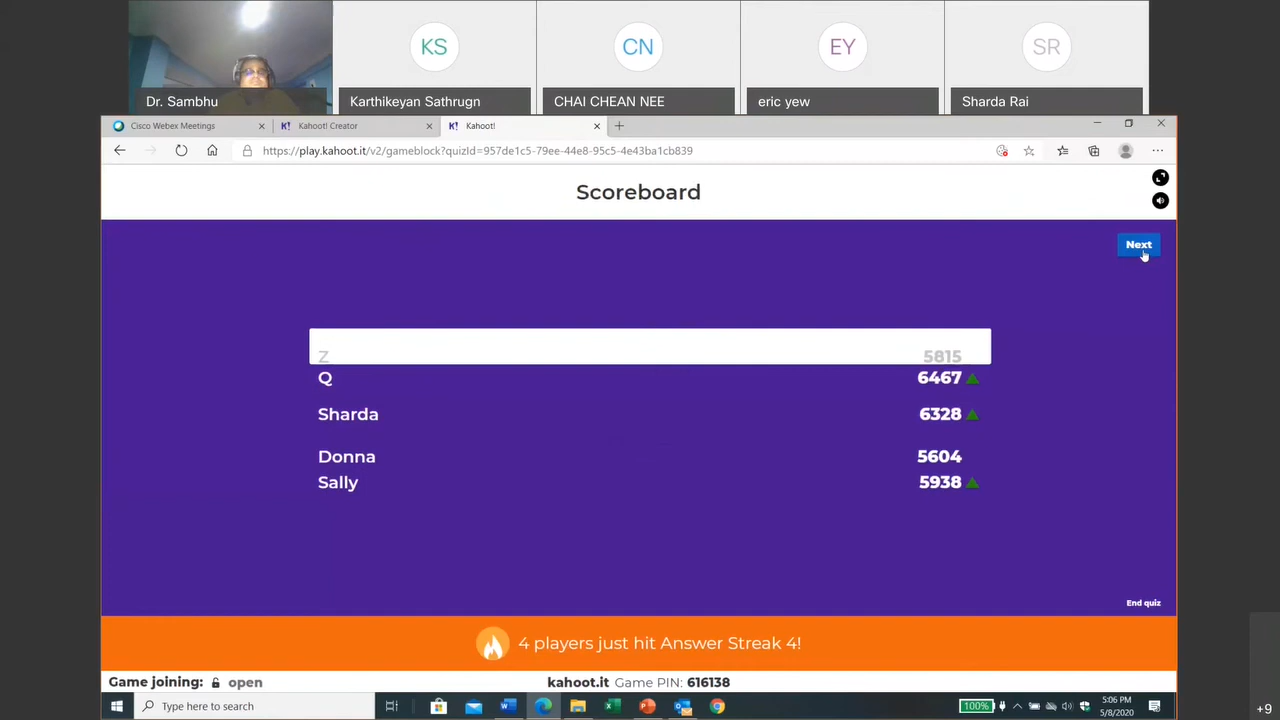 KS
CN
EY
SR
Dr. Sambhu
Karthikeyan Sathrugn
CHAI CHEAN NEE
eric yew
Sharda Rai
Cisco Webex Meetings
K! Kahoot! Creator
K! Kahoot!
https://play.kahoot.it/v2/gameblock?quizId=957de1c5-79ee-44e8-95c5-4e43ba1cb839
Scoreboard
Next
Z 5815
Q 6467
Sharda 6328
Donna 5604
Sally 5938
End quiz
4 players just hit Answer Streak 4!
Game joining: open
kahoot.it Game PIN: 616138
Type here to search
100%
5:06 PM
5/8/2020
+9